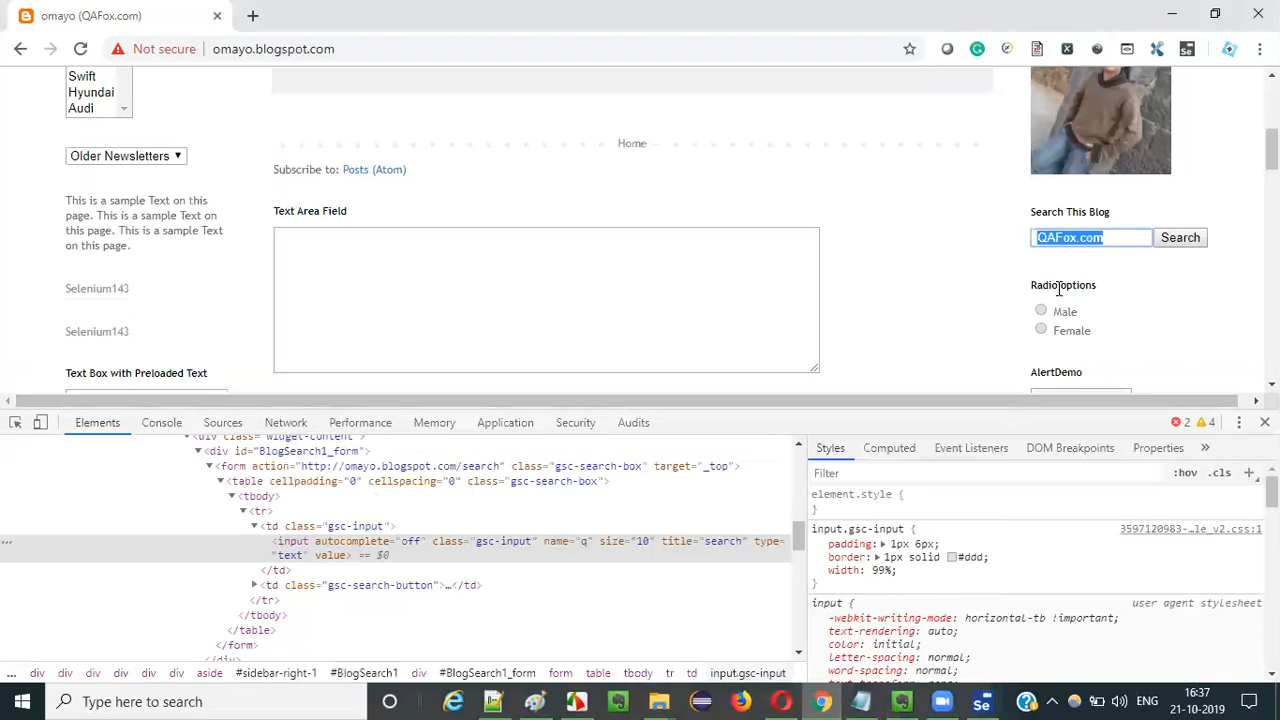 omayo (QAFox.com)
Not secure omayo.blogspot.com
Swift
Hyundai
Audi
Older Newsletters
This is a sample Text on this
page. This is a sample Text on
this page. This is a sample Text
on this page.
Selenium143
Selenium143
Text Box with Preloaded Text
Home
Subscribe to: Posts (Atom)
Text Area Field
Search This Blog
QAFox.com Search
Radio options
Male
Female
AlertDemo
Elements Console Sources Network Performance Memory Application Security Audits 2 4
<div class="widget-content"
<div id="BlogSearch1_form">
<form action="http://omayo.blogspot.com/search" class="gsc-search-box" target="_top">
<table cellpadding="0" cellspacing="0" class="gsc-search-box">
<tbody>
<tr>
<td class="gsc-input">
<input autocomplete="off" class="gsc-input" name="q" size="10" title="search" type=
"text" value> == $0
</td>
<td class="gsc-search-button">…</td>
</tr>
</tbody>
</table>
</form>
... div div div div aside #sidebar-right-1 #BlogSearch1 #BlogSearch1_form form table tbody tr td input.gsc-input
Styles Computed Event Listeners DOM Breakpoints Properties »
Filter :hov .cls +
element.style {
}
input.gsc-input { 3597120983-…le_v2.css:1
padding: 1px 6px;
border: 1px solid #ddd;
width: 99%;
}
input { user agent stylesheet
-webkit-writing-mode: horizontal-tb !important;
text-rendering: auto;
color: initial;
letter-spacing: normal;
word-spacing: normal;
Type here to search
ENG
16:37
21-10-2019